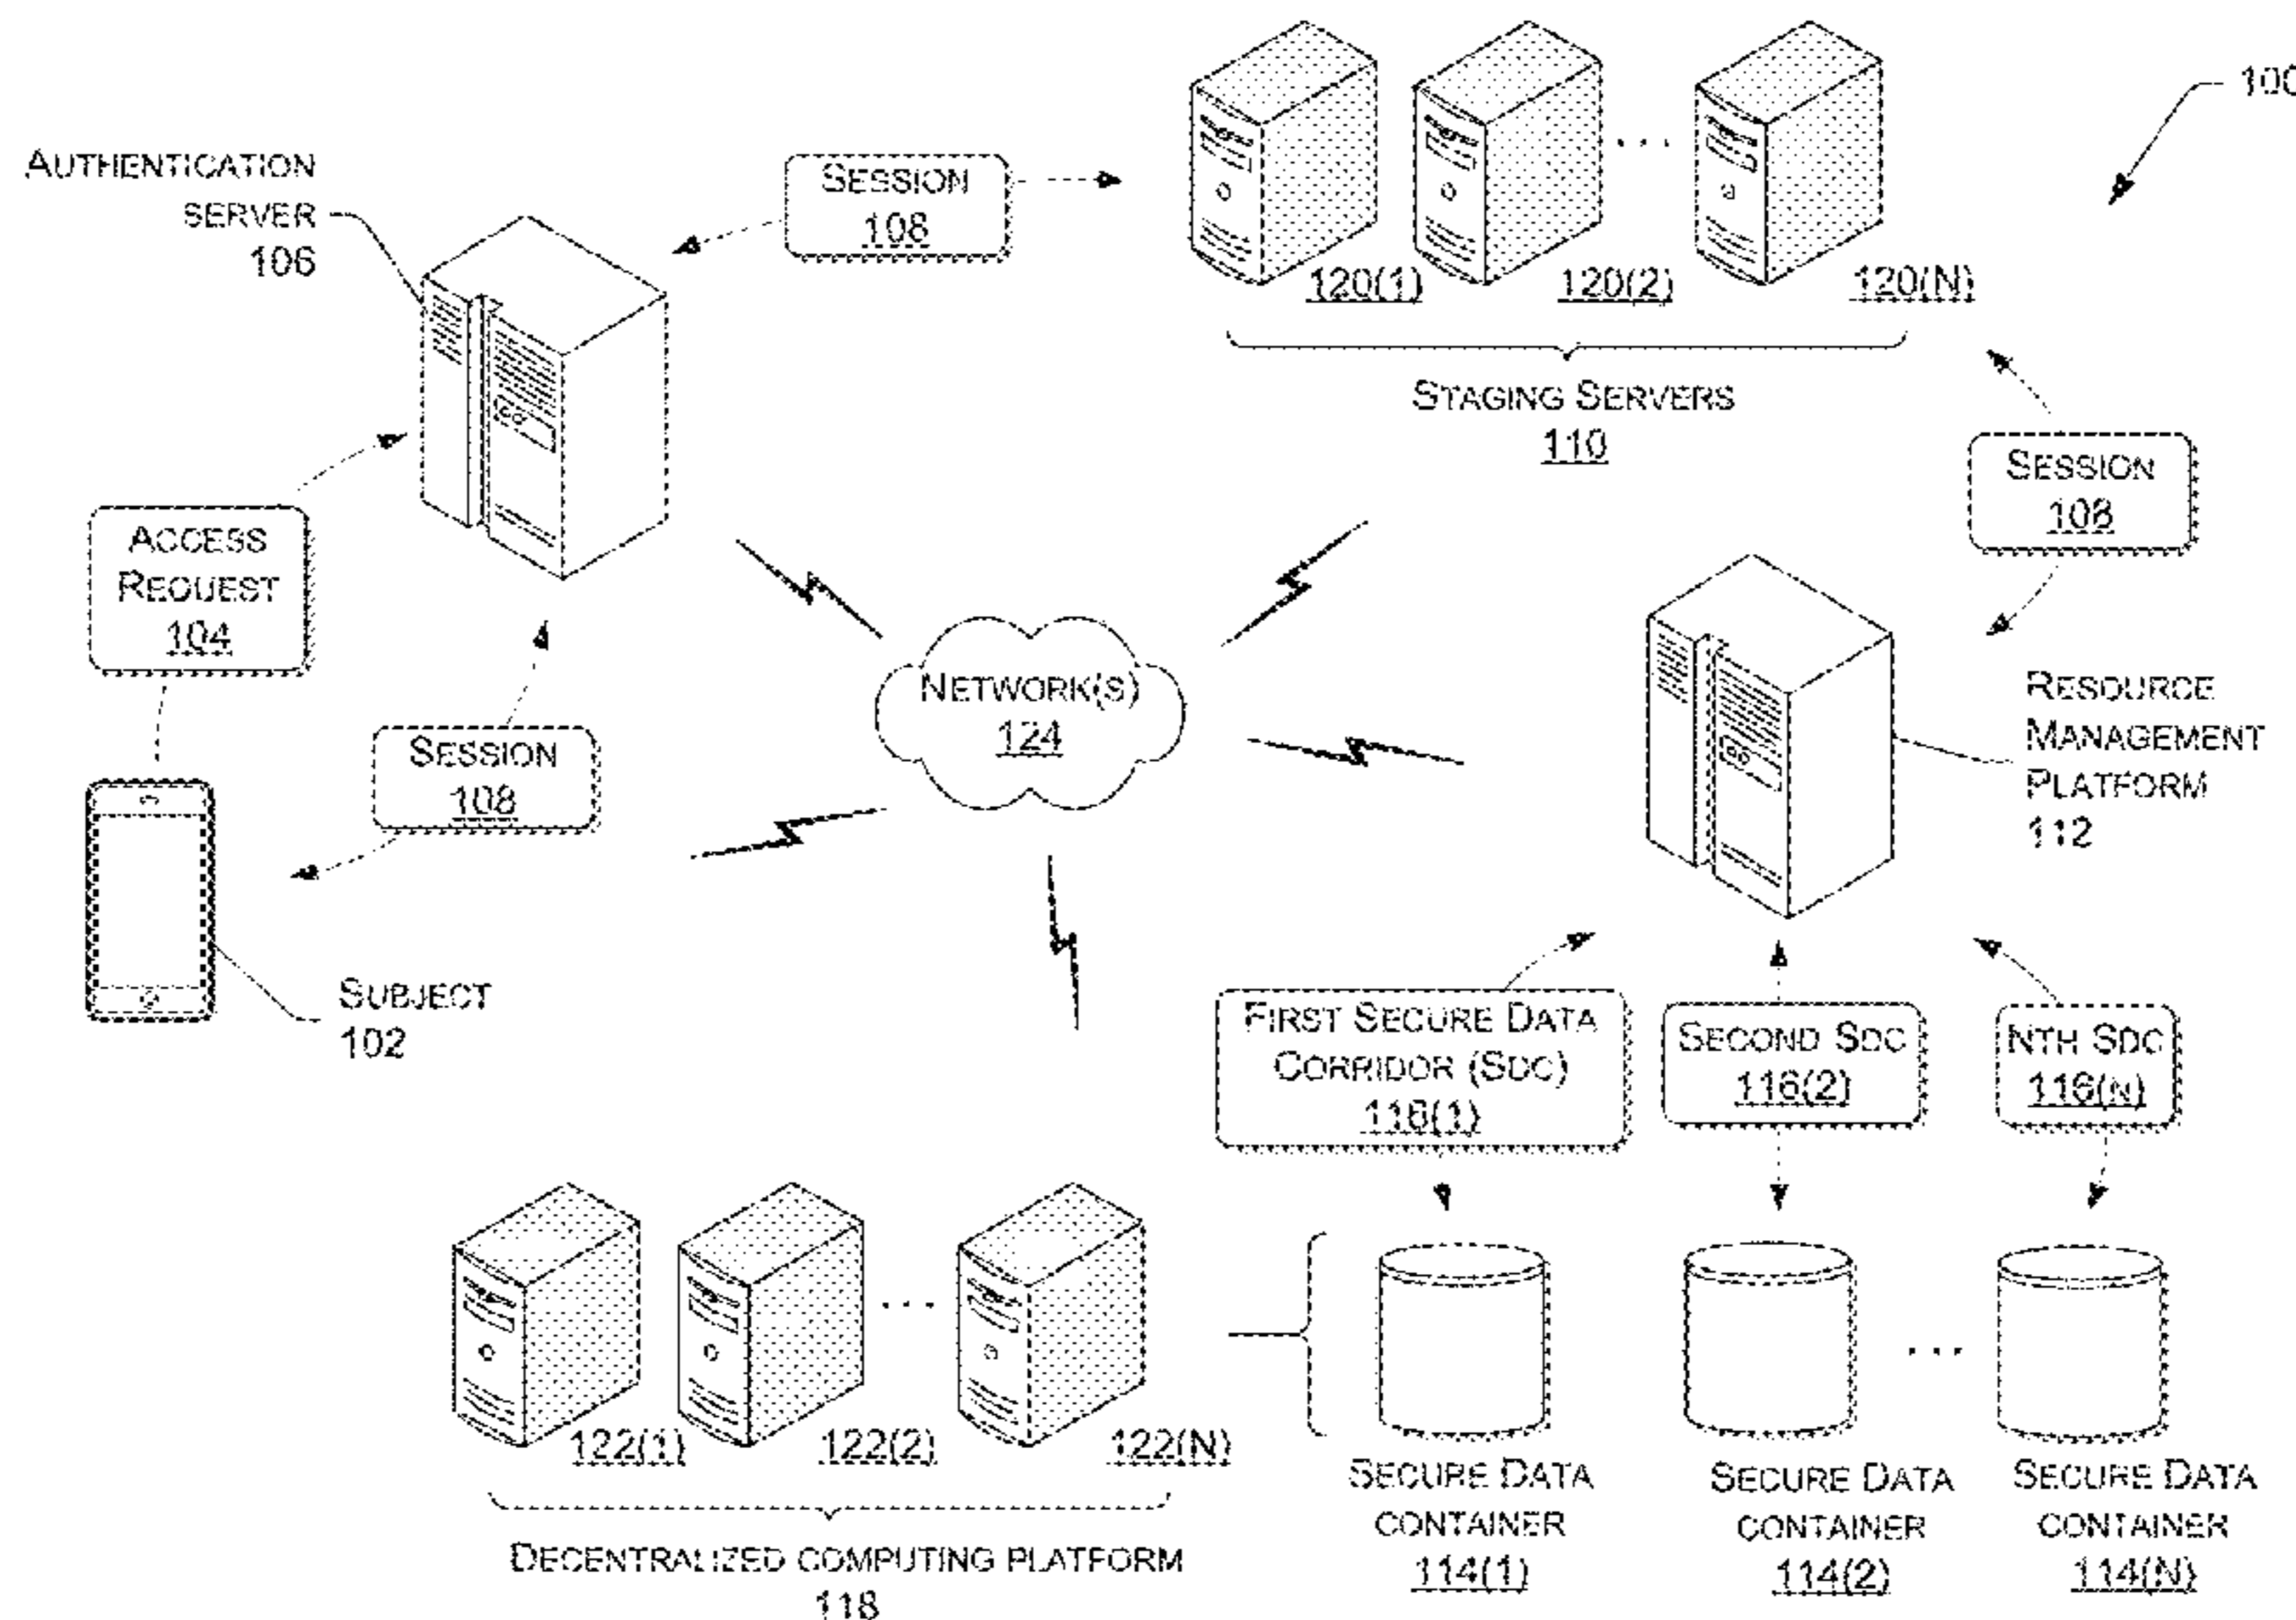 100
AUTHENTICATION
SERVER
106
SESSION
108
120(1)
120(2)
120(N)
STAGING SERVERS
110
SESSION
108
ACCESS
REQUEST
104
NETWORK(S)
124
SESSION
108
RESOURCE
MANAGEMENT
PLATFORM
112
SUBJECT
102
FIRST SECURE DATA
CORRIDOR (SDC)
116(1)
SECOND SDC
116(2)
NTH SDC
116(N)
122(1)
122(2)
122(N)
DECENTRALIZED COMPUTING PLATFORM
118
SECURE DATA
CONTAINER
114(1)
SECURE DATA
CONTAINER
114(2)
SECURE DATA
CONTAINER
114(N)